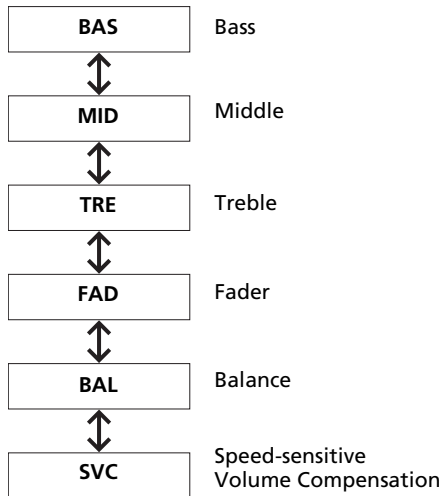 BAS Bass
MID Middle
TRE Treble
FAD Fader
BAL Balance
SVC Speed-sensitive
Volume Compensation